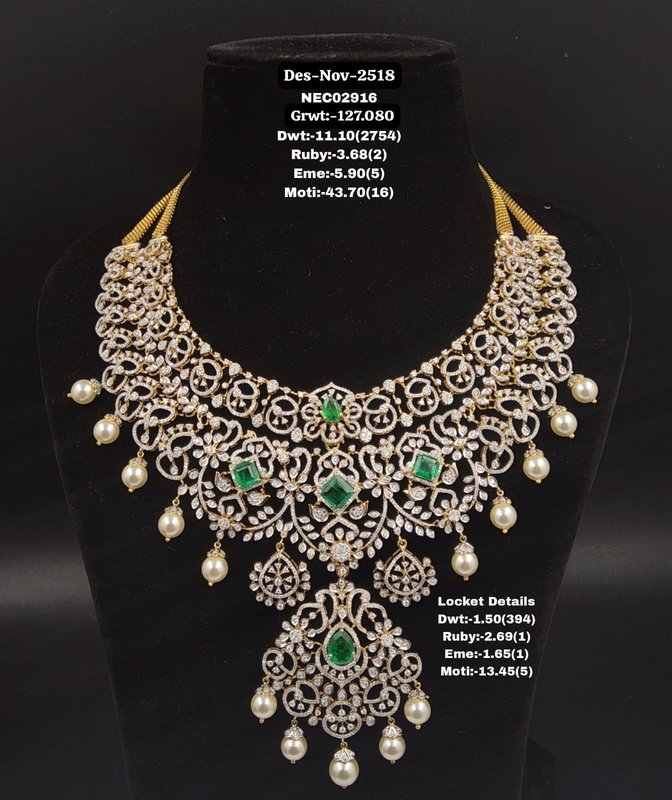 Des-Nov-2518
NEC02916
Grwt:-127.080
Dwt:-11.10(2754)
Ruby:-3.68(2)
Eme:-5.90(5)
Moti:-43.70(16)
Locket Details
Dwt:-1.50(394)
Ruby:-2.69(1)
Eme:-1.65(1)
Moti:-13.45(5)